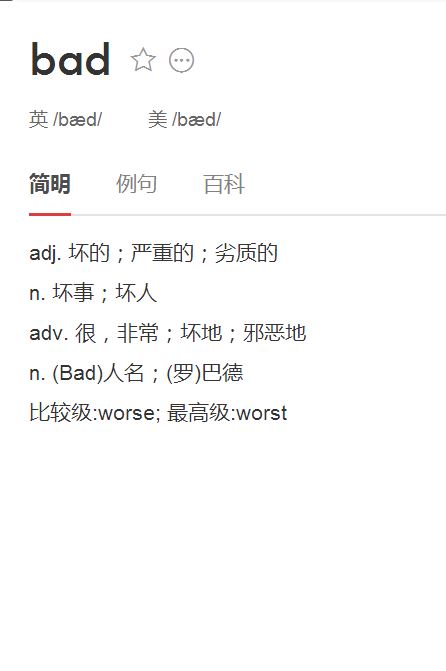 bad
英 /bæd/ 美 /bæd/
简明 例句 百科
adj. 坏的；严重的；劣质的
n. 坏事；坏人
adv. 很，非常；坏地；邪恶地
n. (Bad)人名；(罗)巴德
比较级:worse; 最高级:worst